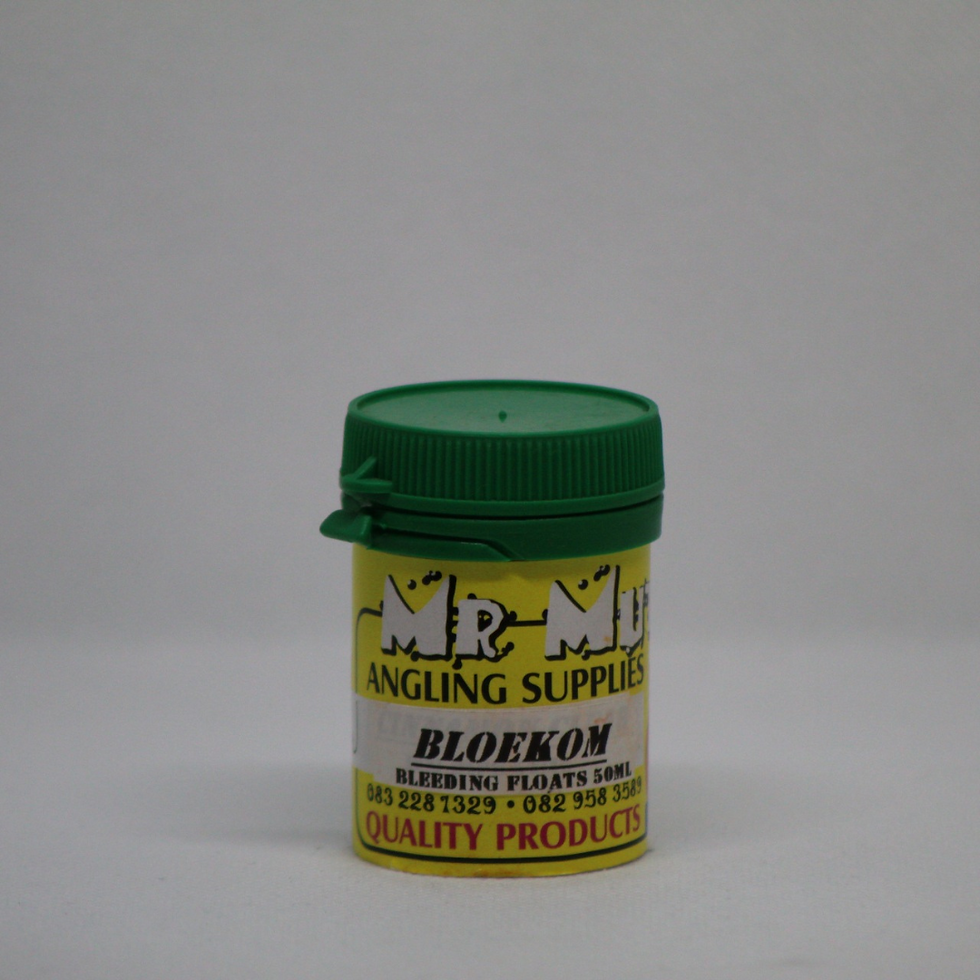 Mr Mu
ANGLING SUPPLIES
BLOEKOM
BLEEDING FLOATS 50ML
083 228 1329 • 082 958 3589
QUALITY PRODUCTS